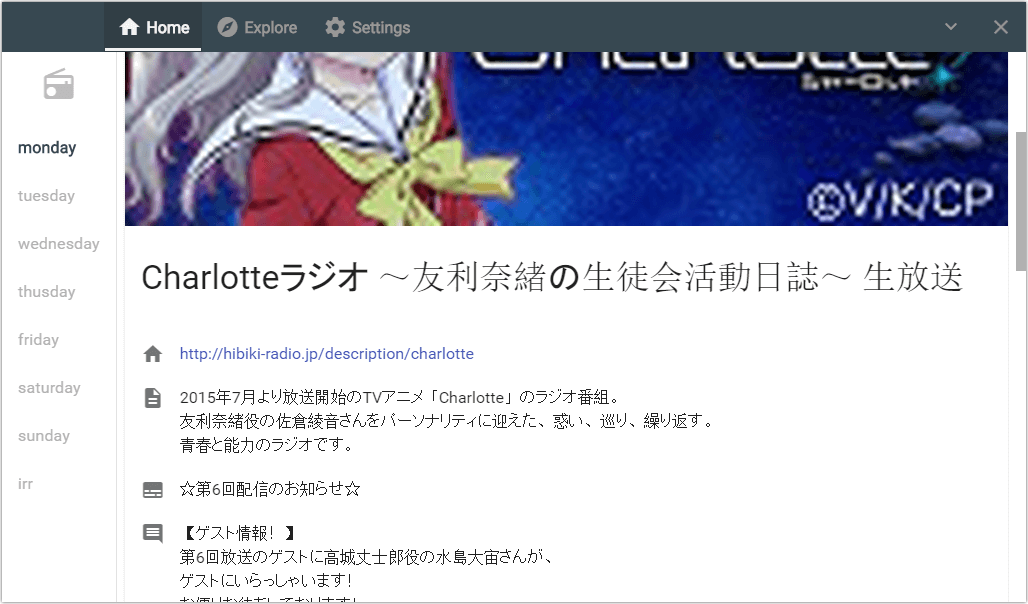 Home
Explore
Settings
monday
tuesday
wednesday
thusday
friday
saturday
sunday
irr
©V/K/CP
Charlotteラジオ ～友利奈緒の生徒会活動日誌～ 生放送
http://hibiki-radio.jp/description/charlotte
2015年7月より放送開始のTVアニメ「Charlotte」のラジオ番組。
友利奈緒役の佐倉綾音さんをパーソナリティに迎えた、惑い、巡り、繰り返す。
青春と能力のラジオです。
☆第6回配信のお知らせ☆
【ゲスト情報！】
第6回放送のゲストに高城丈士郎役の水島大宙さんが、
ゲストにいらっしゃいます！